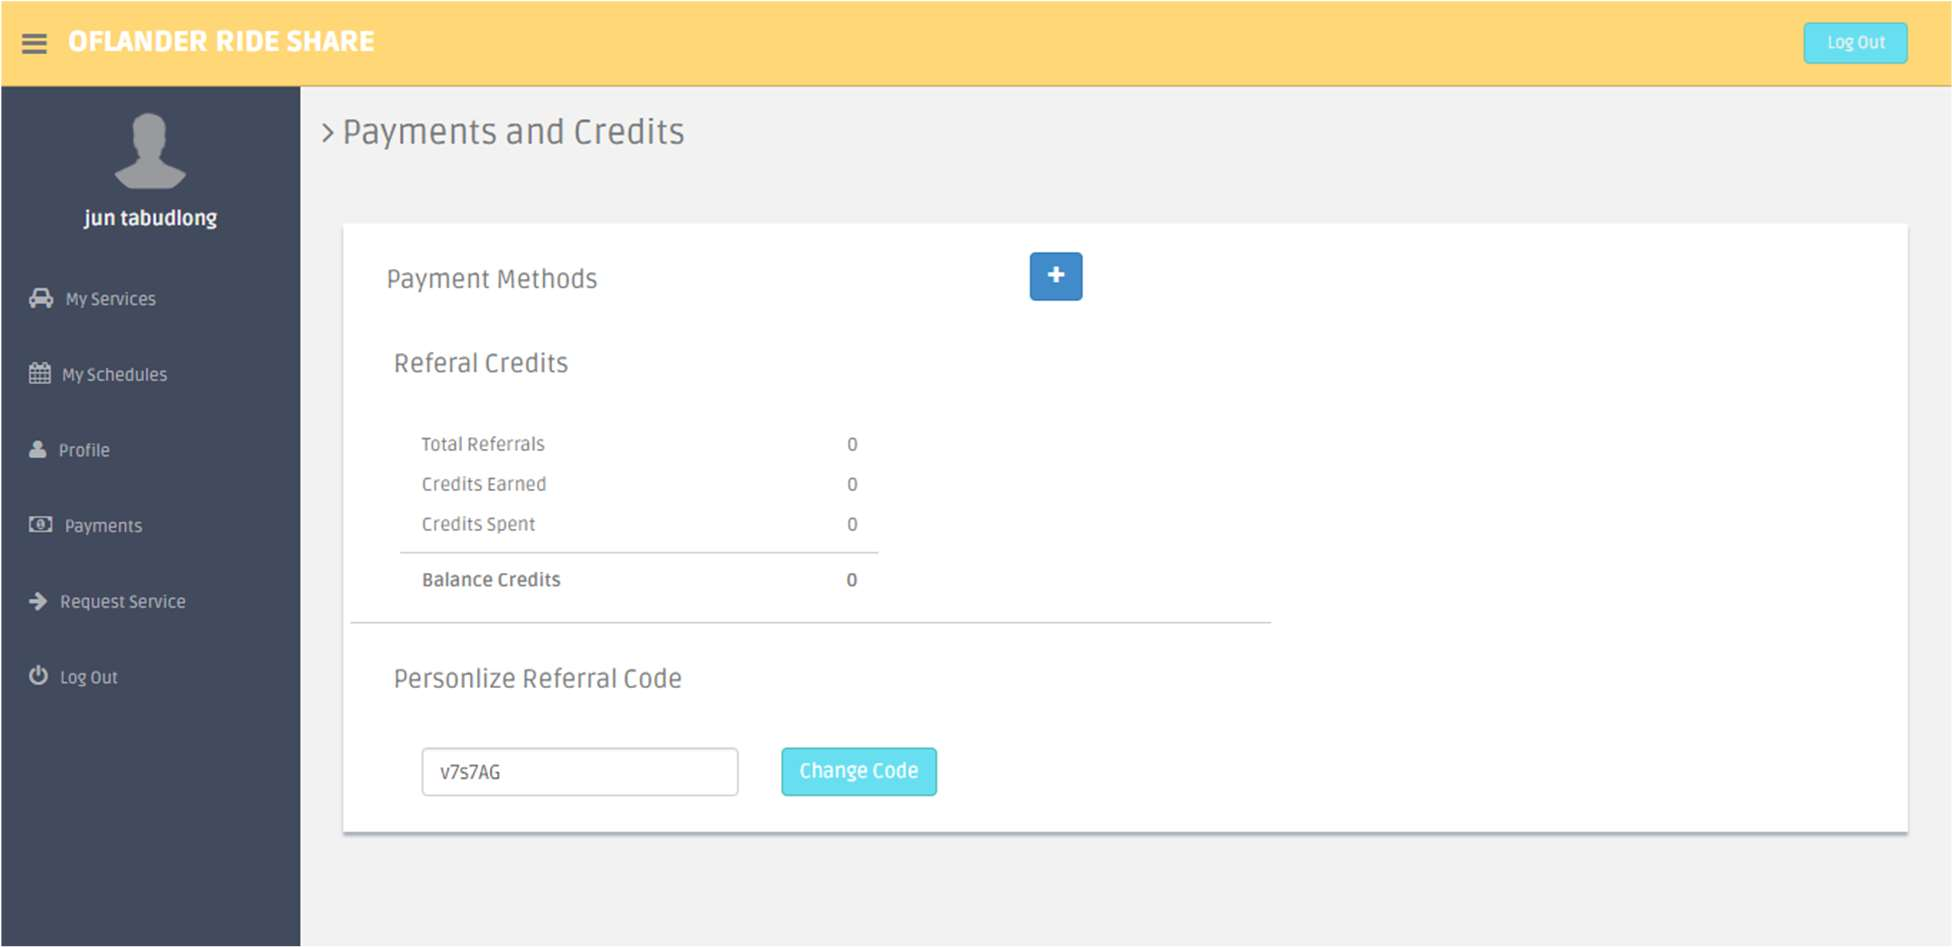 OFLANDER RIDE SHARE
Log Out
jun tabudlong
My Services
My Schedules
Profile
Payments
Request Service
Log Out
> Payments and Credits
Payment Methods
+
Referal Credits
Total Referrals 0
Credits Earned 0
Credits Spent 0
Balance Credits 0
Personlize Referral Code
v7s7AG
Change Code